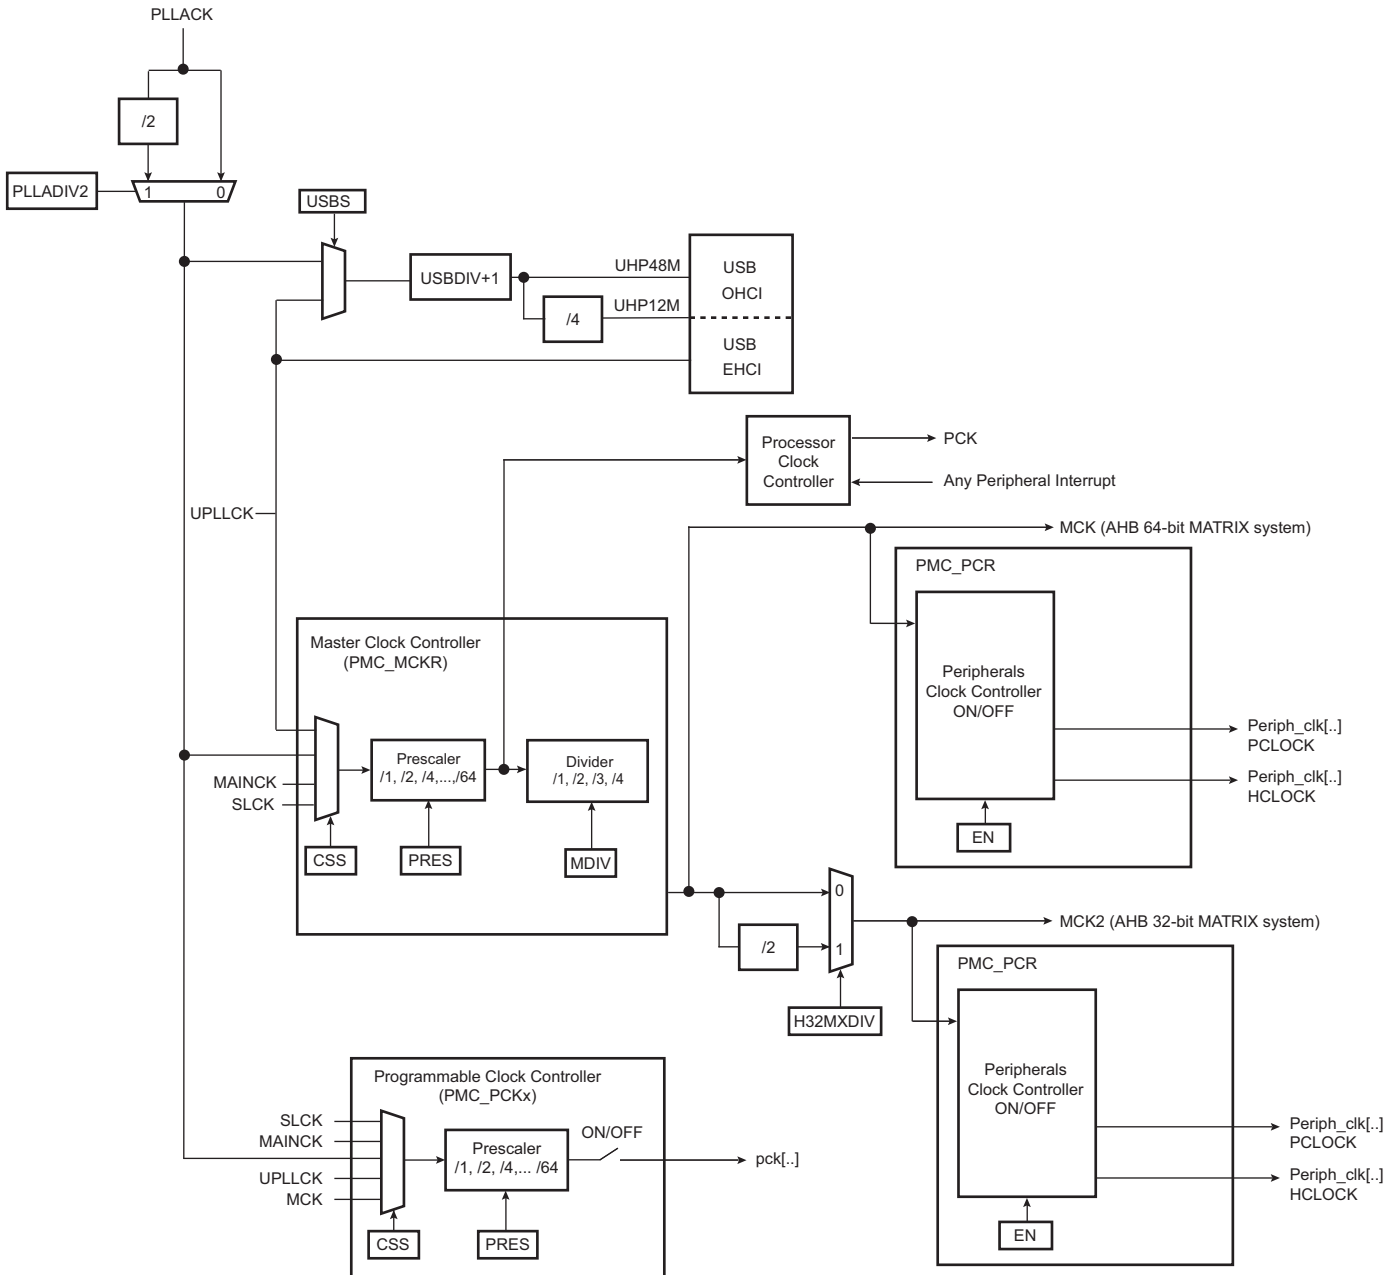 PLLACK
/2
PLLADIV2
1
0
USBS
USBDIV+1
UHP48M
USB
OHCI
/4
UHP12M
USB
EHCI
Processor
Clock
Controller
PCK
Any Peripheral Interrupt
UPLLCK
MCK (AHB 64-bit MATRIX system)
PMC_PCR
Peripherals
Clock Controller
ON/OFF
Periph_clk[..]
PCLOCK
Periph_clk[..]
HCLOCK
EN
Master Clock Controller
(PMC_MCKR)
Prescaler
/1, /2, /4,...,/64
Divider
/1, /2, /3, /4
MAINCK
SLCK
CSS
PRES
MDIV
0
/2
1
H32MXDIV
MCK2 (AHB 32-bit MATRIX system)
PMC_PCR
Peripherals
Clock Controller
ON/OFF
Periph_clk[..]
PCLOCK
Periph_clk[..]
HCLOCK
EN
Programmable Clock Controller
(PMC_PCKx)
SLCK
MAINCK
UPLLCK
MCK
Prescaler
/1, /2, /4,... /64
ON/OFF
pck[..]
CSS
PRES